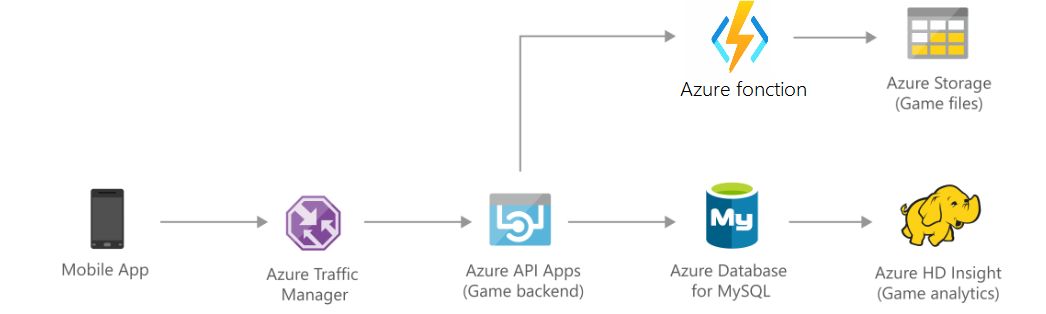 Azure fonction
Azure Storage
(Game files)
Mobile App
Azure Traffic
Manager
Azure API Apps
(Game backend)
My
Azure Database
for MySQL
Azure HD Insight
(Game analytics)